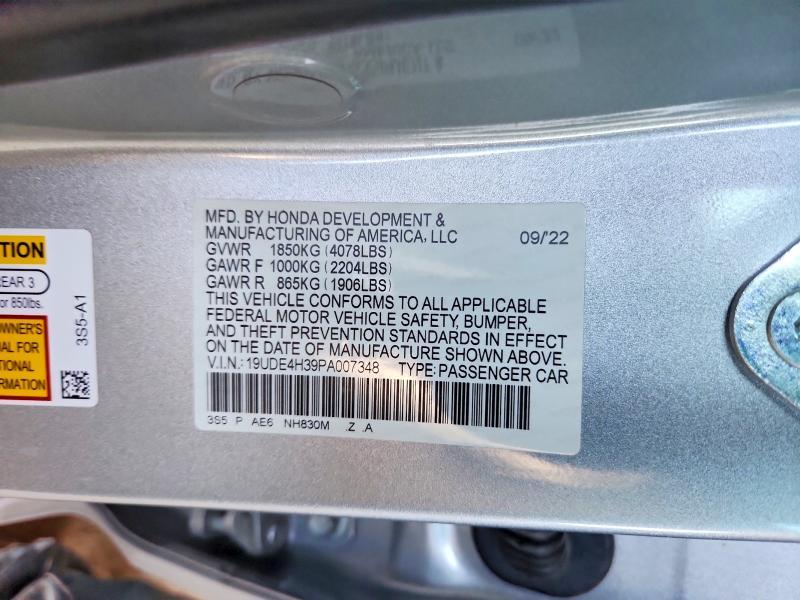 MFD. BY HONDA DEVELOPMENT &
MANUFACTURING OF AMERICA, LLC 09/22
GVWR 1850KG (4078LBS)
GAWR F 1000KG (2204LBS)
GAWR R 865KG (1906LBS)
THIS VEHICLE CONFORMS TO ALL APPLICABLE
FEDERAL MOTOR VEHICLE SAFETY, BUMPER,
AND THEFT PREVENTION STANDARDS IN EFFECT
ON THE DATE OF MANUFACTURE SHOWN ABOVE.
V.I.N.: 19UDE4H39PA007348 TYPE: PASSENGER CAR
3S5 P AE6 NH830M .Z .A
TION
REAR 3
or 850lbs.
OWNER'S
AL FOR
TIONAL
RMATION
3S5-A1